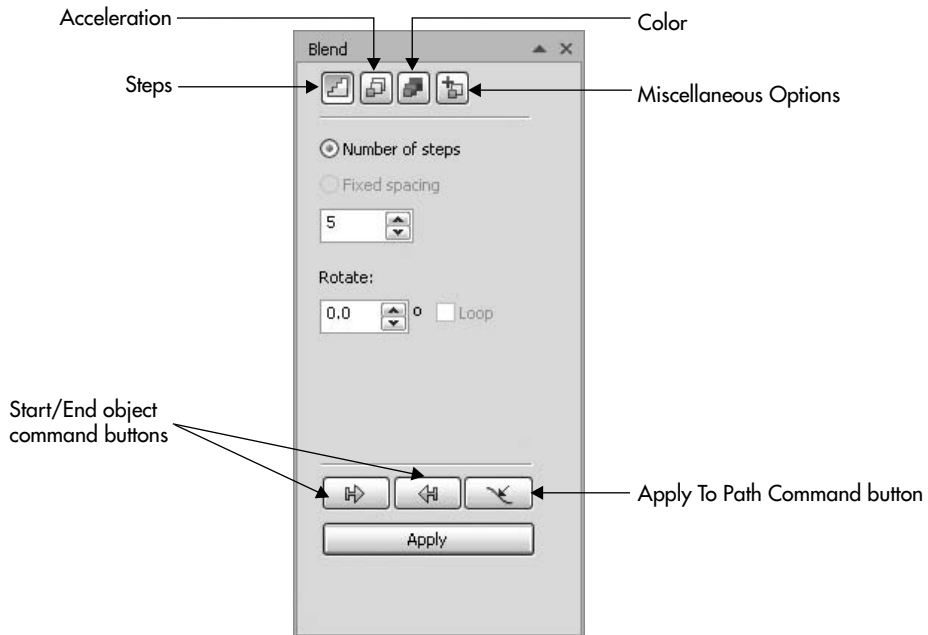 Acceleration
Color
Blend
Steps
Miscellaneous Options
Number of steps
Fixed spacing
5
Rotate:
0.0 ° Loop
Start/End object
command buttons
Apply To Path Command button
Apply